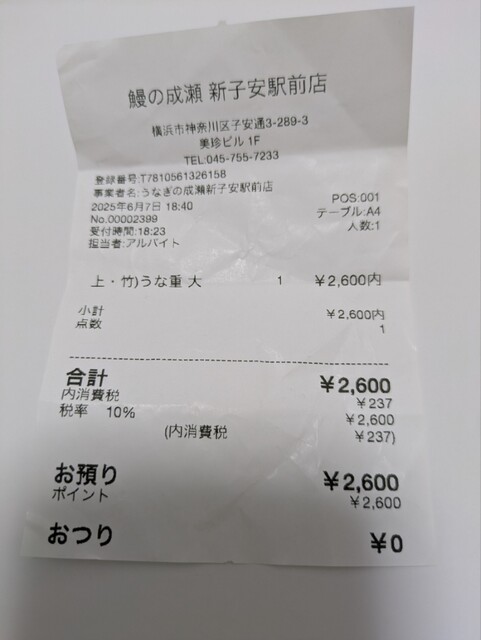 鰻の成瀬 新子安駅前店
横浜市神奈川区子安通3-289-3
美珍ビル 1F
TEL:045-755-7233
登録番号:T7810561326158
事業者名:うなぎの成瀬新子安駅前店
2025年6月7日 18:40 POS:001
No.00002399 テーブル:A4
受付時間:18:23 人数:1
担当者:アルバイト
上・竹)うな重 大 1 ¥2,600内
小計 ¥2,600内
点数 1
合計 ¥2,600
内消費税 ¥237
税率 10% ¥2,600
(内消費税 ¥237)
お預り ¥2,600
ポイント ¥2,600
おつり ¥0